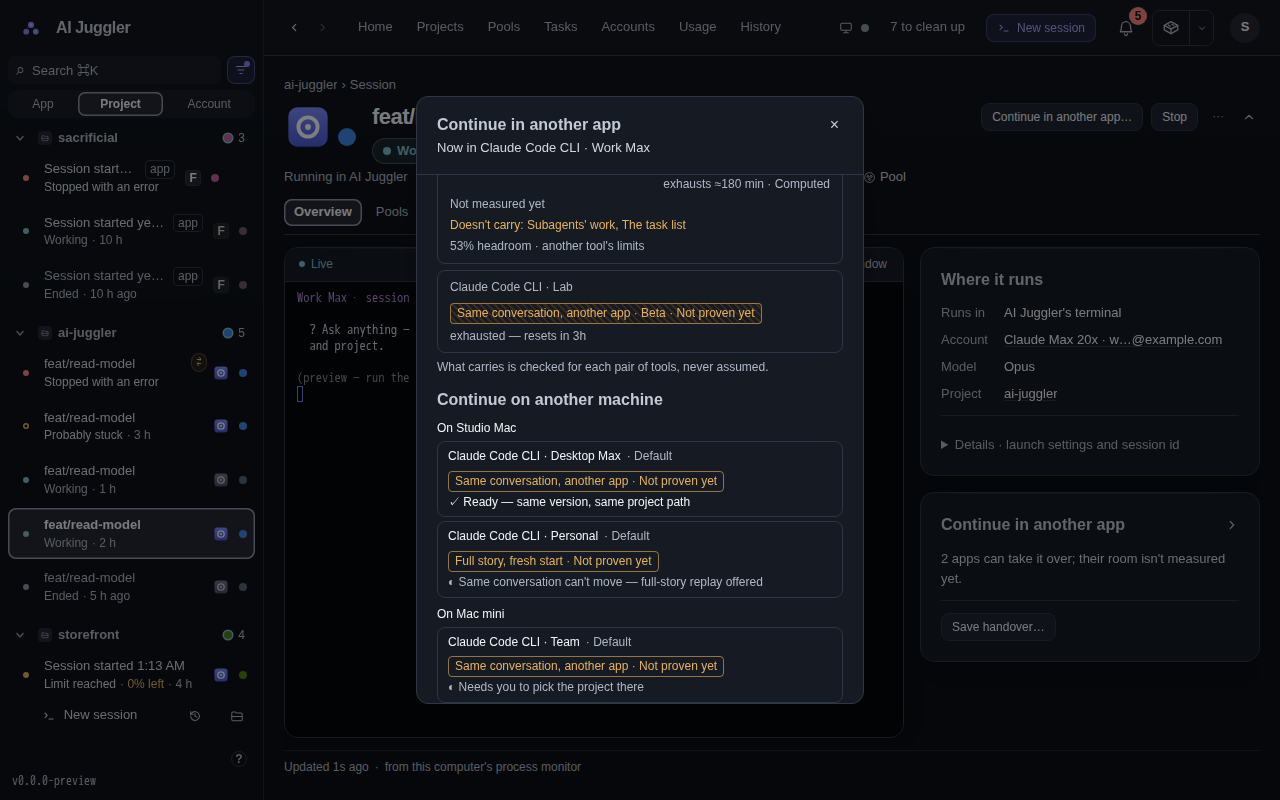 AI Juggler
Home
Projects
Pools
Tasks
Accounts
Usage
History
7 to clean up
New session
5
S
Search ⌘K
App
Project
Account
sacrificial
3
Session start…
app
F
Stopped with an error
Session started ye…
app
F
Working · 10 h
Session started ye…
app
F
Ended · 10 h ago
ai-juggler
5
feat/read-model
Stopped with an error
feat/read-model
Probably stuck · 3 h
feat/read-model
Working · 1 h
feat/read-model
Working · 2 h
feat/read-model
Ended · 5 h ago
storefront
4
Session started 1:13 AM
Limit reached · 0% left · 4 h
New session
?
v0.0.0-preview
ai-juggler › Session
feat/
Wo
Continue in another app…
Stop
Running in AI Juggler
Pool
Overview
Pools
Live
dow
Work Max · session
? Ask anything —
and project.
(preview — run the
Continue in another app
×
Now in Claude Code CLI · Work Max
exhausts ≈180 min · Computed
Not measured yet
Doesn't carry: Subagents' work, The task list
53% headroom · another tool's limits
Claude Code CLI · Lab
Same conversation, another app · Beta · Not proven yet
exhausted — resets in 3h
What carries is checked for each pair of tools, never assumed.
Continue on another machine
On Studio Mac
Claude Code CLI · Desktop Max · Default
Same conversation, another app · Not proven yet
✓ Ready — same version, same project path
Claude Code CLI · Personal · Default
Full story, fresh start · Not proven yet
Same conversation can't move — full-story replay offered
On Mac mini
Claude Code CLI · Team · Default
Same conversation, another app · Not proven yet
Needs you to pick the project there
Where it runs
Runs in AI Juggler's terminal
Account Claude Max 20x · w…@example.com
Model Opus
Project ai-juggler
Details · launch settings and session id
Continue in another app
2 apps can take it over; their room isn't measured
yet.
Save handover…
Updated 1s ago · from this computer's process monitor